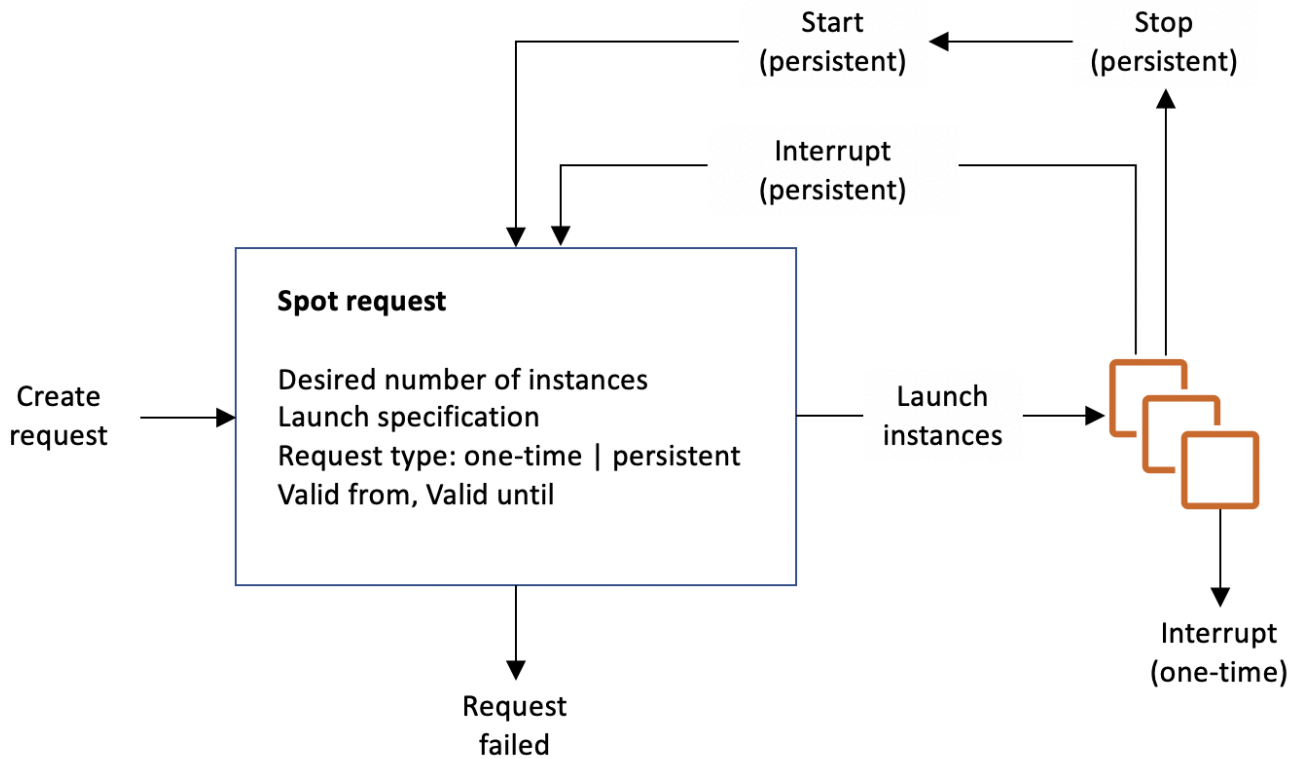 Start
(persistent)
Stop
(persistent)
Interrupt
(persistent)
Spot request
Desired number of instances
Launch specification
Request type: one-time | persistent
Valid from, Valid until
Create
request
Launch
instances
Interrupt
(one-time)
Request
failed